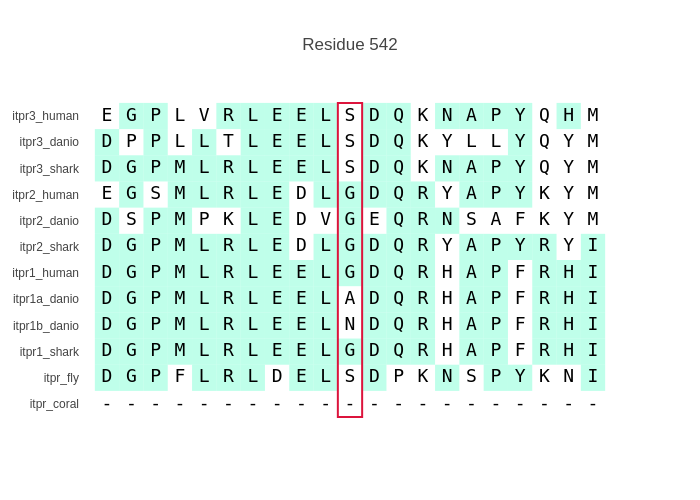 Residue 542
itpr3_human E G P L V R L E E L S D Q K N A P Y Q H M
itpr3_danio D P P L L T L E E L S D Q K Y L L Y Q Y M
itpr3_shark D G P M L R L E E L S D Q K N A P Y Q Y M
itpr2_human E G S M L R L E D L G D Q R Y A P Y K Y M
itpr2_danio D S P M P K L E D V G E Q R N S A F K Y M
itpr2_shark D G P M L R L E D L G D Q R Y A P Y R Y I
itpr1_human D G P M L R L E E L G D Q R H A P F R H I
itpr1a_danio D G P M L R L E E L A D Q R H A P F R H I
itpr1b_danio D G P M L R L E E L N D Q R H A P F R H I
itpr1_shark D G P M L R L E E L G D Q R H A P F R H I
itpr_fly D G P F L R L D E L S D P K N S P Y K N I
itpr_coral - - - - - - - - - - - - - - - - - - - - -